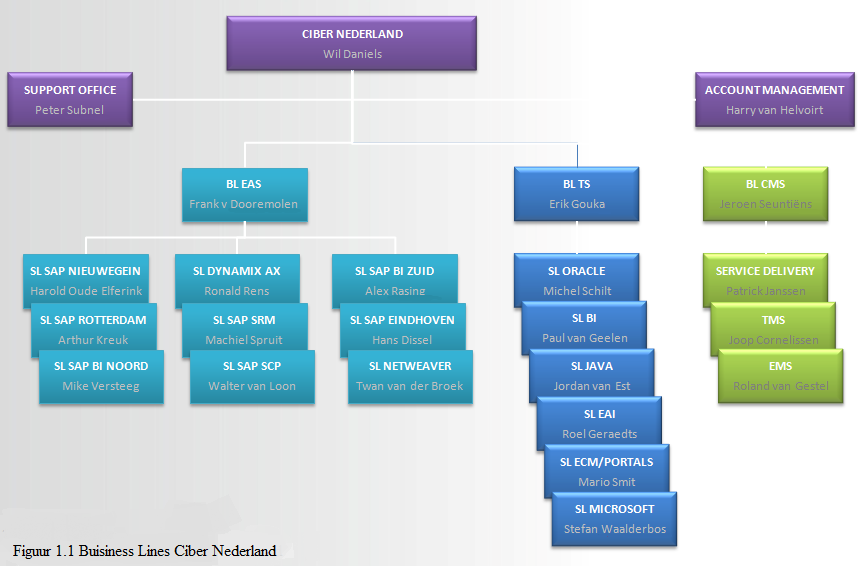 CIBER NEDERLAND
Wil Daniels
SUPPORT OFFICE
Peter Subnel
ACCOUNT MANAGEMENT
Harry van Helvoirt
BL EAS
Frank v Dooremolen
BL TS
Erik Gouka
BL CMS
Jeroen Seuntiëns
SL SAP NIEUWEGEIN
Harold Oude Elferink
SL SAP ROTTERDAM
Arthur Kreuk
SL SAP BI NOORD
Mike Versteeg
SL DYNAMIX AX
Ronald Rens
SL SAP SRM
Machiel Spruit
SL SAP SCP
Walter van Loon
SL SAP BI ZUID
Alex Rasing
SL SAP EINDHOVEN
Hans Dissel
SL NETWEAVER
Twan van der Broek
SL ORACLE
Michel Schilt
SL BI
Paul van Geelen
SL JAVA
Jordan van Est
SL EAI
Roel Geraedts
SL ECM/PORTALS
Mario Smit
SL MICROSOFT
Stefan Waalderbos
SERVICE DELIVERY
Patrick Janssen
TMS
Joop Cornelissen
EMS
Roland van Gestel
Figuur 1.1 Buisiness Lines Ciber Nederland